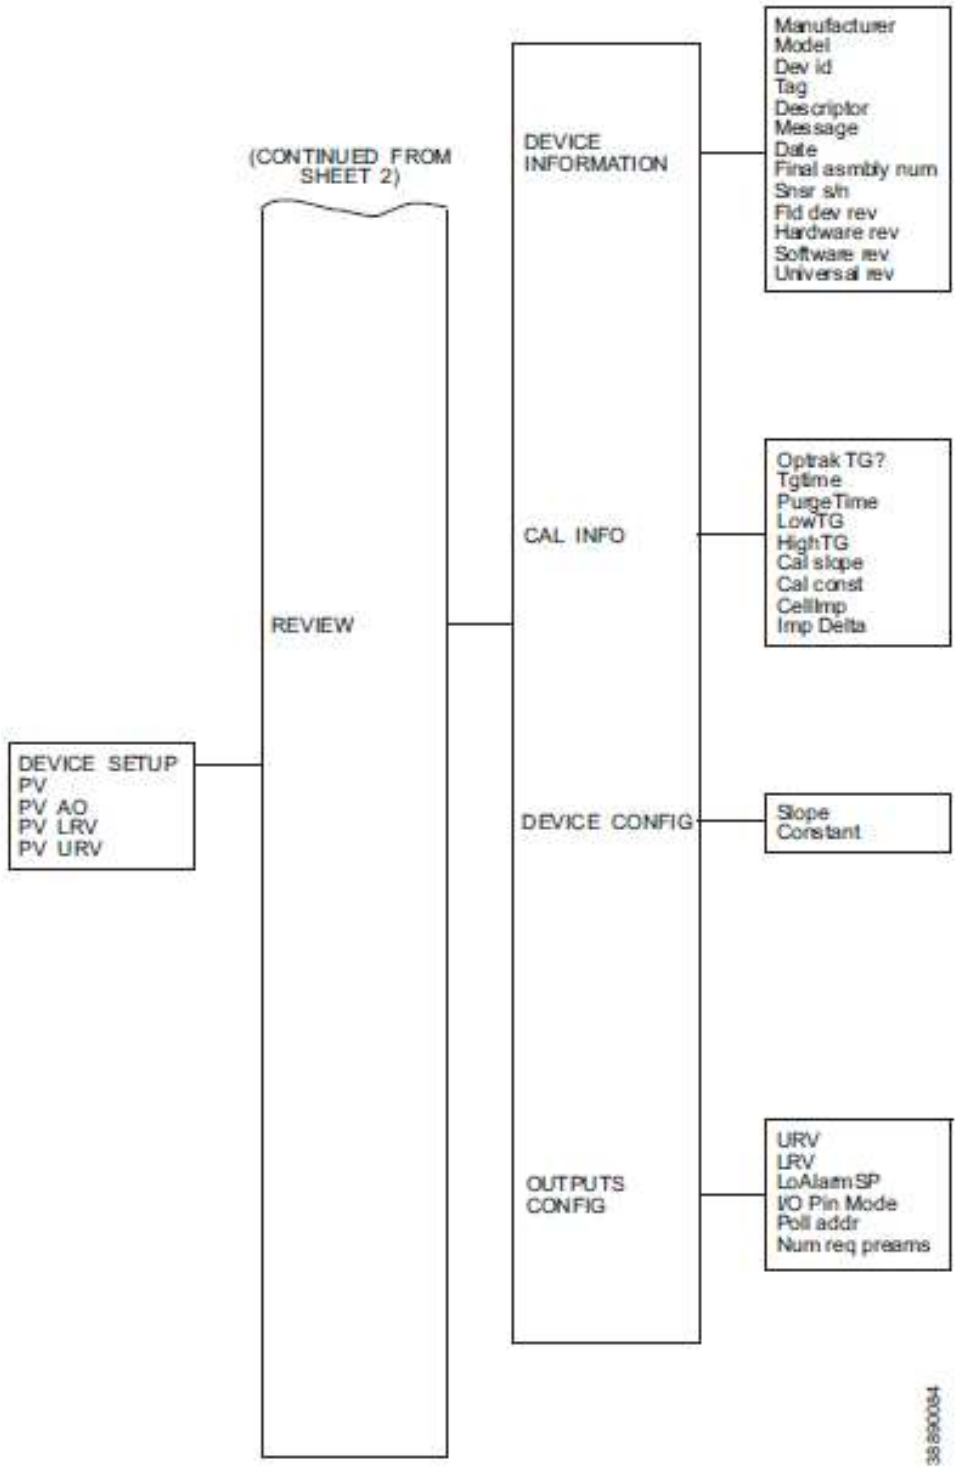 (CONTINUED FROM
SHEET 2)
DEVICE SETUP
PV
PV AO
PV LRV
PV URV
REVIEW
DEVICE
INFORMATION
CAL INFO
DEVICE CONFIG
OUTPUTS
CONFIG
Manufacturer
Model
Dev id
Tag
Descriptor
Message
Date
Final asmbly num
Snsr s/n
Fld dev rev
Hardware rev
Software rev
Universal rev
Optrak TG?
Tgtime
PurgeTime
LowTG
HighTG
Cal slope
Cal const
CellImp
Imp Delta
Slope
Constant
URV
LRV
LoAlarmSP
I/O Pin Mode
Poll addr
Num req preams
38890084